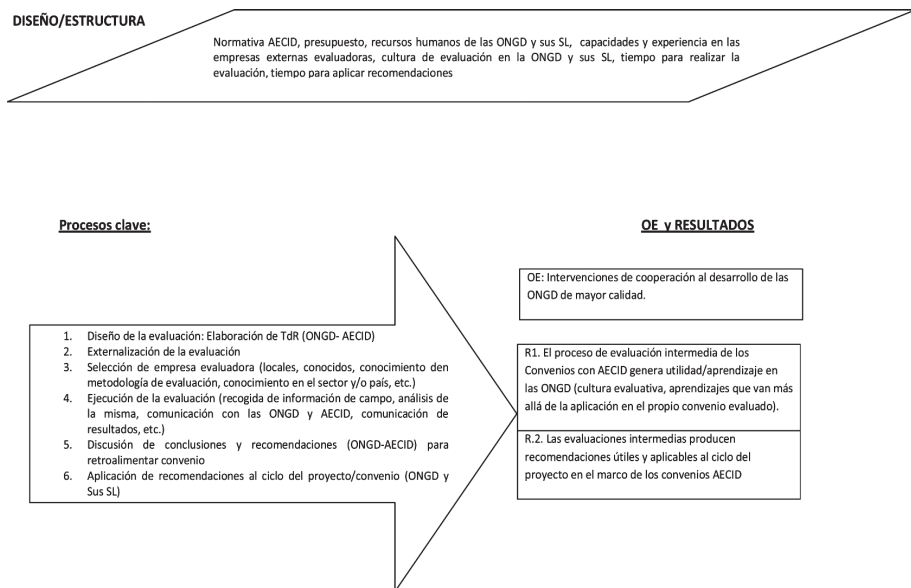 DISEÑO/ESTRUCTURA
Normativa AECID, presupuesto, recursos humanos de las ONGD y sus SL, capacidades y experiencia en las
empresas externas evaluadoras, cultura de evaluación en la ONGD y sus SL, tiempo para realizar la
evaluación, tiempo para aplicar recomendaciones
Procesos clave:
1. Diseño de la evaluación: Elaboración de TdR (ONGD- AECID)
2. Externalización de la evaluación
3. Selección de empresa evaluadora (locales, conocidos, conocimiento den
metodología de evaluación, conocimiento en el sector y/o país, etc.)
4. Ejecución de la evaluación (recogida de información de campo, análisis de
la misma, comunicación con las ONGD y AECID, comunicación de
resultados, etc.)
5. Discusión de conclusiones y recomendaciones (ONGD-AECID) para
retroalimentar convenio
6. Aplicación de recomendaciones al ciclo del proyecto/convenio (ONGD y
Sus SL)
OE y RESULTADOS
OE: Intervenciones de cooperación al desarrollo de las
ONGD de mayor calidad.
R1. El proceso de evaluación intermedia de los
Convenios con AECID genera utilidad/aprendizaje en
las ONG (cultura evaluativa, aprendizajes que van más
allá de la aplicación en el propio convenio evaluado).
R.2. Las evaluaciones intermedias producen
recomendaciones útiles y aplicables al ciclo del
proyecto en el marco de los convenios AECID